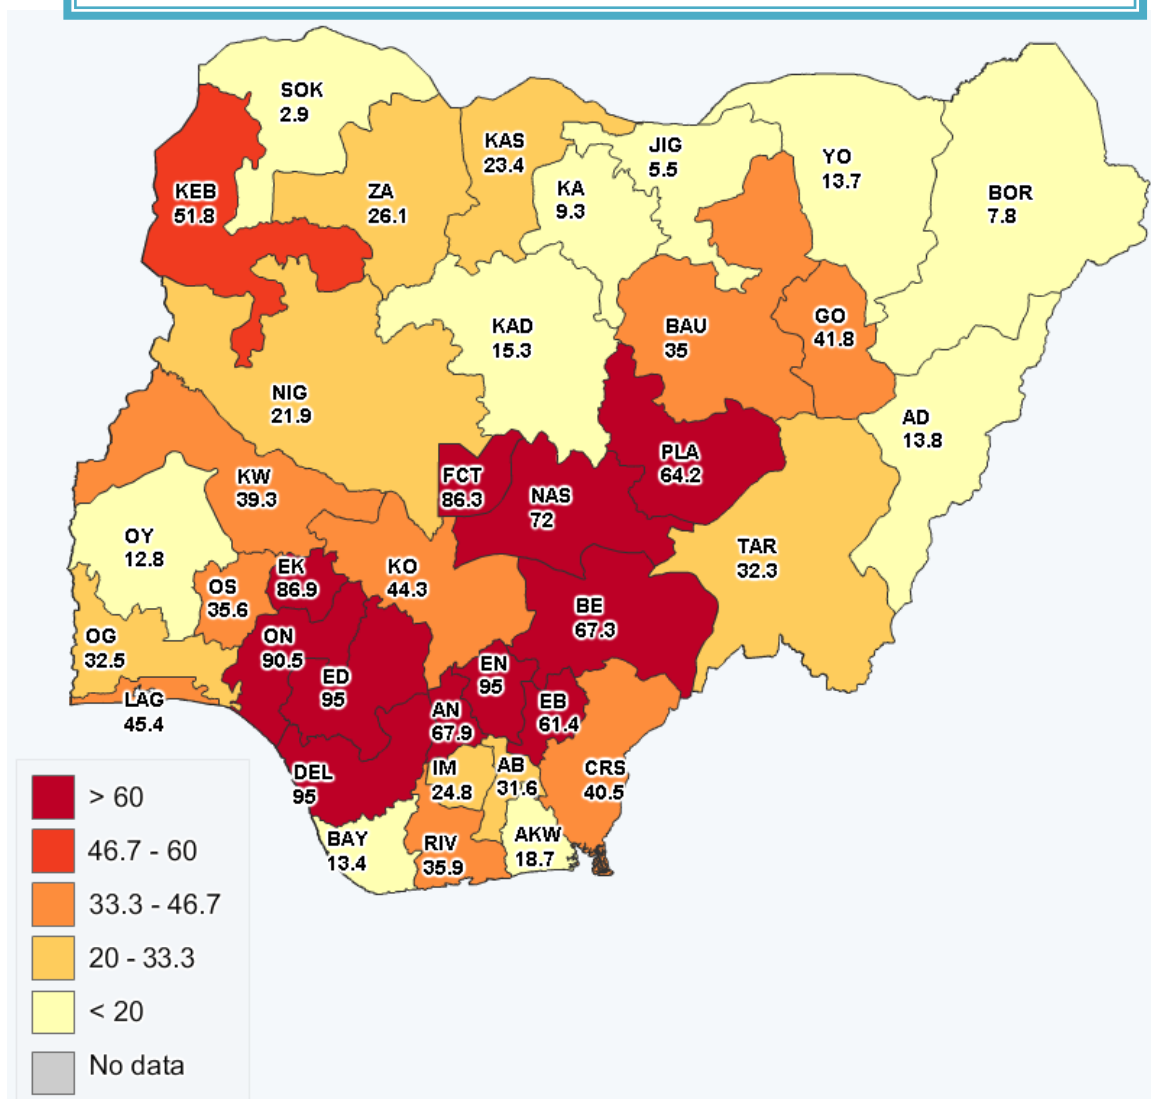 SOK
2.9
KAS
23.4
JIG
5.5
YO
13.7
KEB
51.8
ZA
26.1
KA
9.3
BOR
7.8
KAD
15.3
BAU
35
GO
41.8
NIG
21.9
AD
13.8
PLA
64.2
FCT
86.3
KW
39.3
NAS
72
OY
12.8
TAR
32.3
EK
86.9
KO
44.3
OS
35.6
BE
67.3
OG
32.5
ON
90.5
EN
95
ED
95
LAG
45.4
AN
67.9
EB
61.4
DEL
95
IM
24.8
AB
31.6
CRS
40.5
BAY
13.4
RIV
35.9
AKW
18.7
> 60
46.7 - 60
33.3 - 46.7
20 - 33.3
< 20
No data